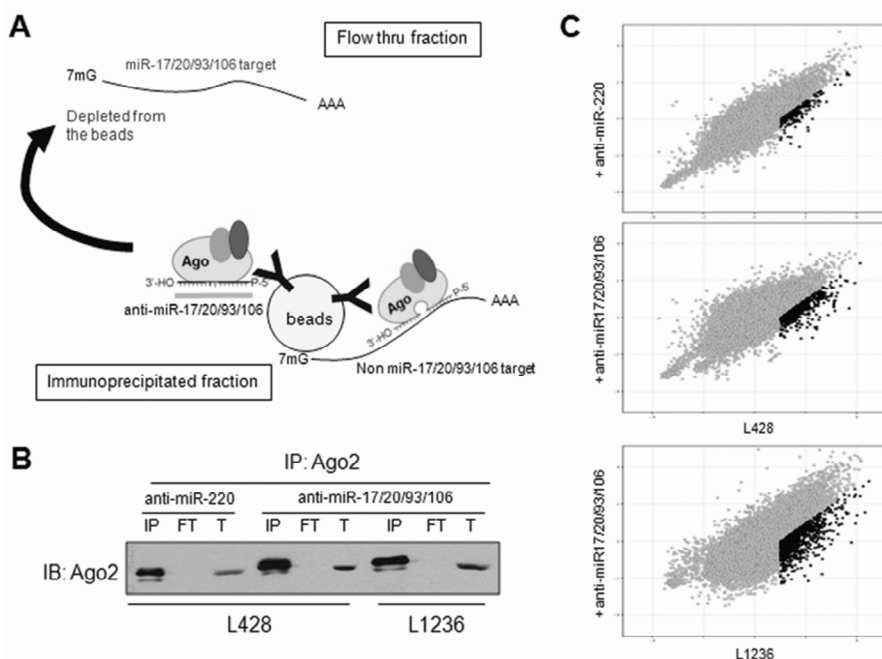 A
Flow thru fraction
7mG
miR-17/20/93/106 target
AAA
Depleted from
the beads
Ago
3'-HO
P-5'
anti-miR-17/20/93/106
beads
Ago
3'-HO
P-5'
AAA
7mG
Non miR-17/20/93/106 target
Immunoprecipitated fraction
B
IP: Ago2
anti-miR-220 anti-miR-17/20/93/106
IP FT T IP FT T IP FT T
IB: Ago2
L428 L1236
C
+ anti-miR-220
+ anti-miR17/20/93/106
L428
+ anti-miR17/20/93/106
L1236